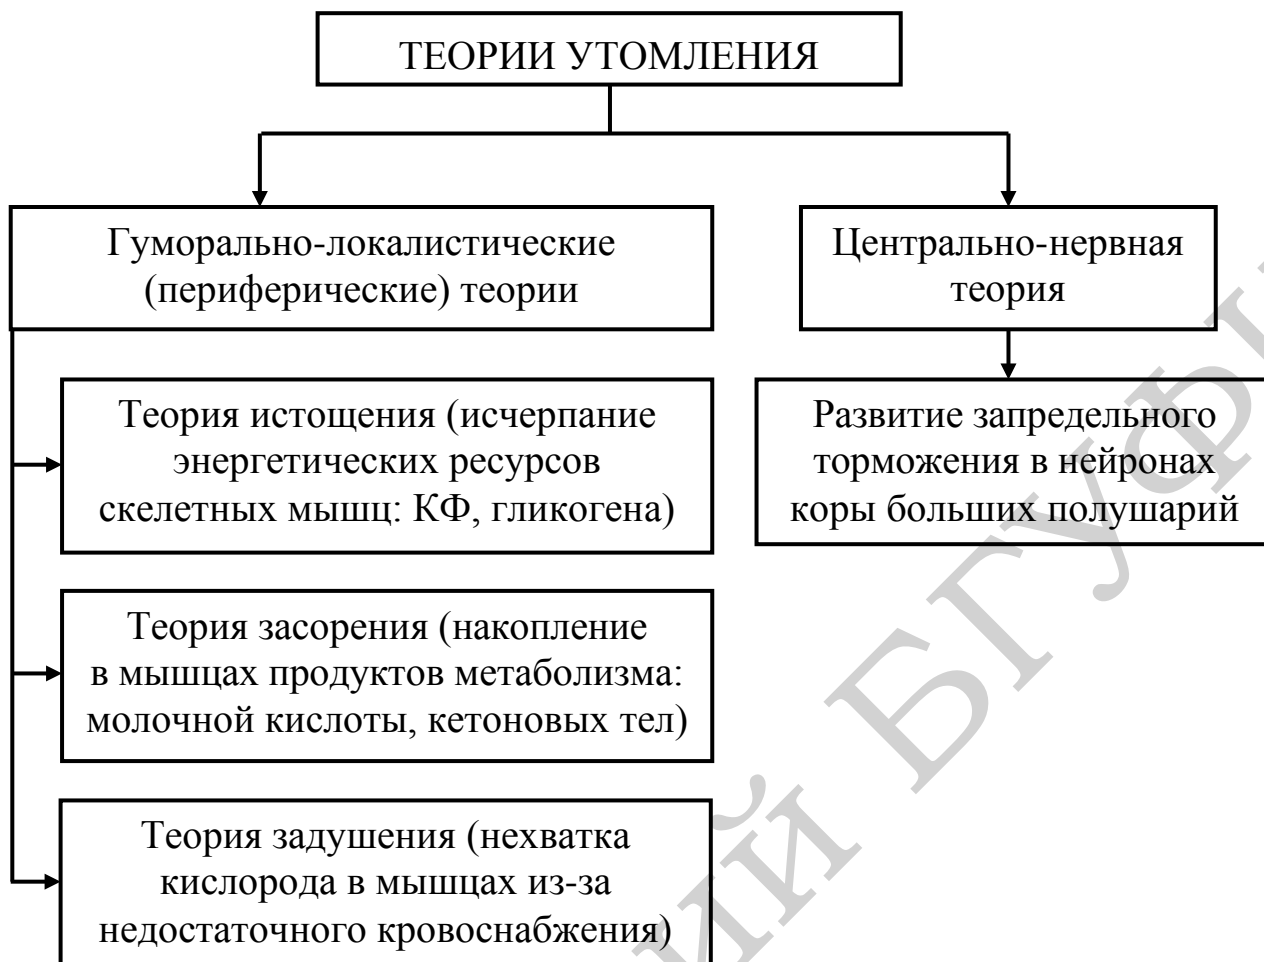 ТЕОРИИ УТОМЛЕНИЯ
Гуморально-локалистические
(периферические) теории
Центрально-нервная
теория
Теория истощения (исчерпание
энергетических ресурсов
скелетных мышц: КФ, гликогена)
Развитие запредельного
торможения в нейронах
коры больших полушарий
Теория засорения (накопление
в мышцах продуктов метаболизма:
молочной кислоты, кетоновых тел)
Теория задушения (нехватка
кислорода в мышцах из-за
недостаточного кровоснабжения)